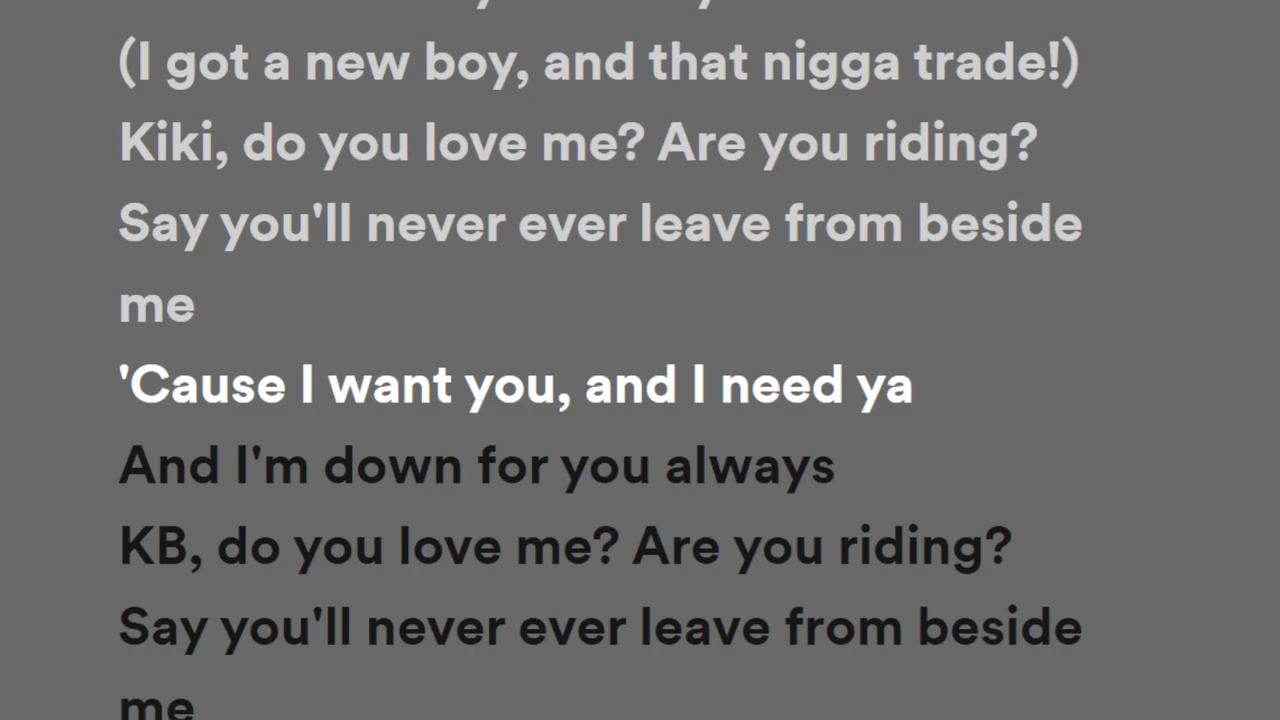 (I got a new boy, and that nigga trade!)
Kiki, do you love me? Are you riding?
Say you'll never ever leave from beside
me
'Cause I want you, and I need ya
And I'm down for you always
KB, do you love me? Are you riding?
Say you'll never ever leave from beside
me